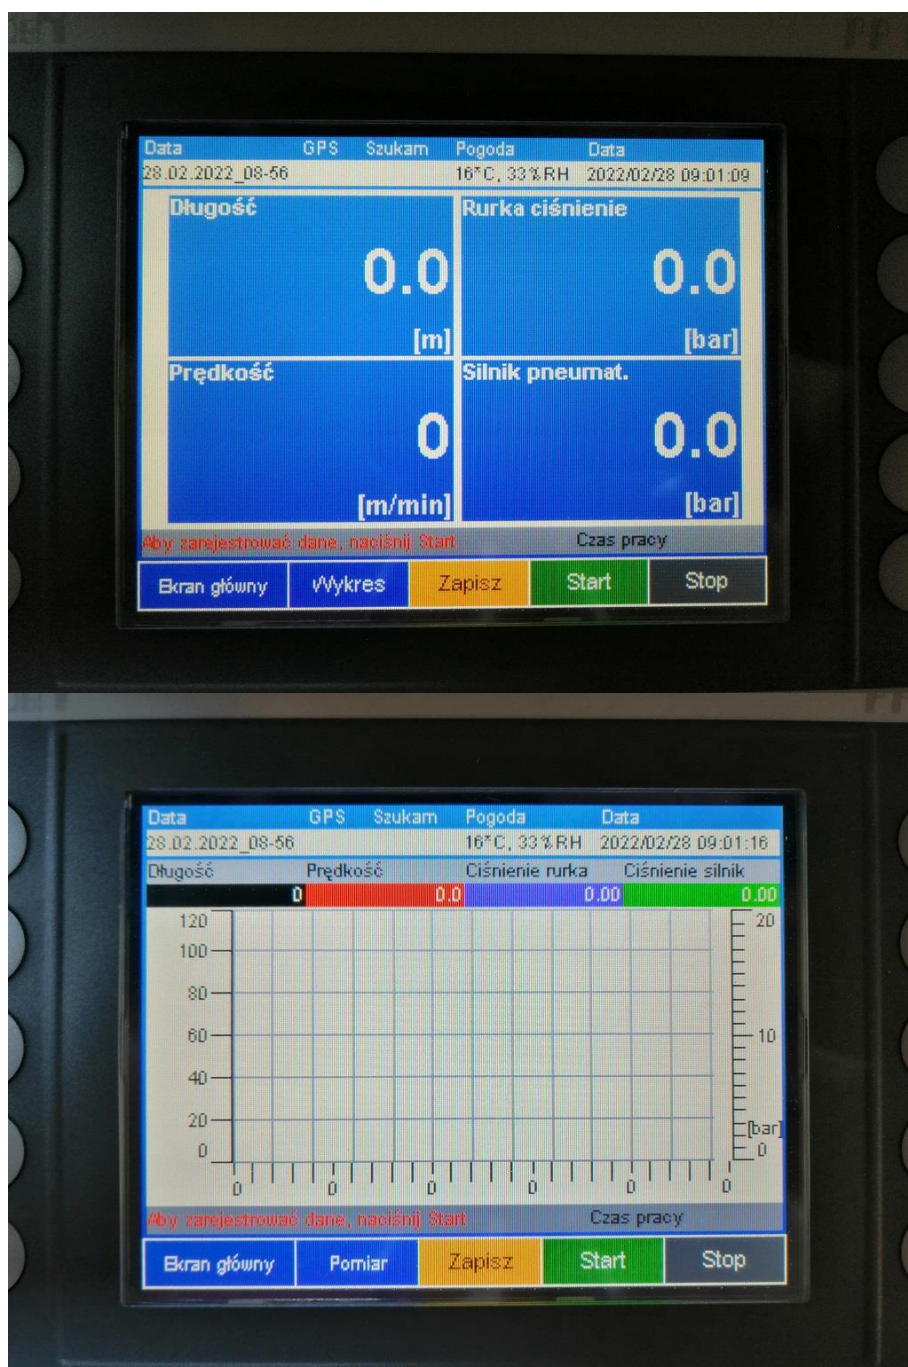 Data GPS Szukam Pogoda Data
28.02.2022_08-56 16°C, 33%RH 2022/02/28 09:01:09
Długość Rurka ciśnienie
0.0 0.0
[m] [bar]
Prędkość Silnik pneumat.
0 0.0
[m/min] [bar]
Aby zarejestrować dane, naciśnij Start Czas pracy
Ekran główny Wykres Zapisz Start Stop
Data GPS Szukam Pogoda Data
28.02.2022_08-56 16°C, 33%RH 2022/02/28 09:01:16
Długość Prędkość Ciśnienie rurka Ciśnienie silnik
0 0.0 0.00 0.00
120 20
100
80
60 10
40
20 [bar]
0 0
0 0 0 0 0 0
Aby zarejestrować dane, naciśnij Start Czas pracy
Ekran główny Pomiar Zapisz Start Stop